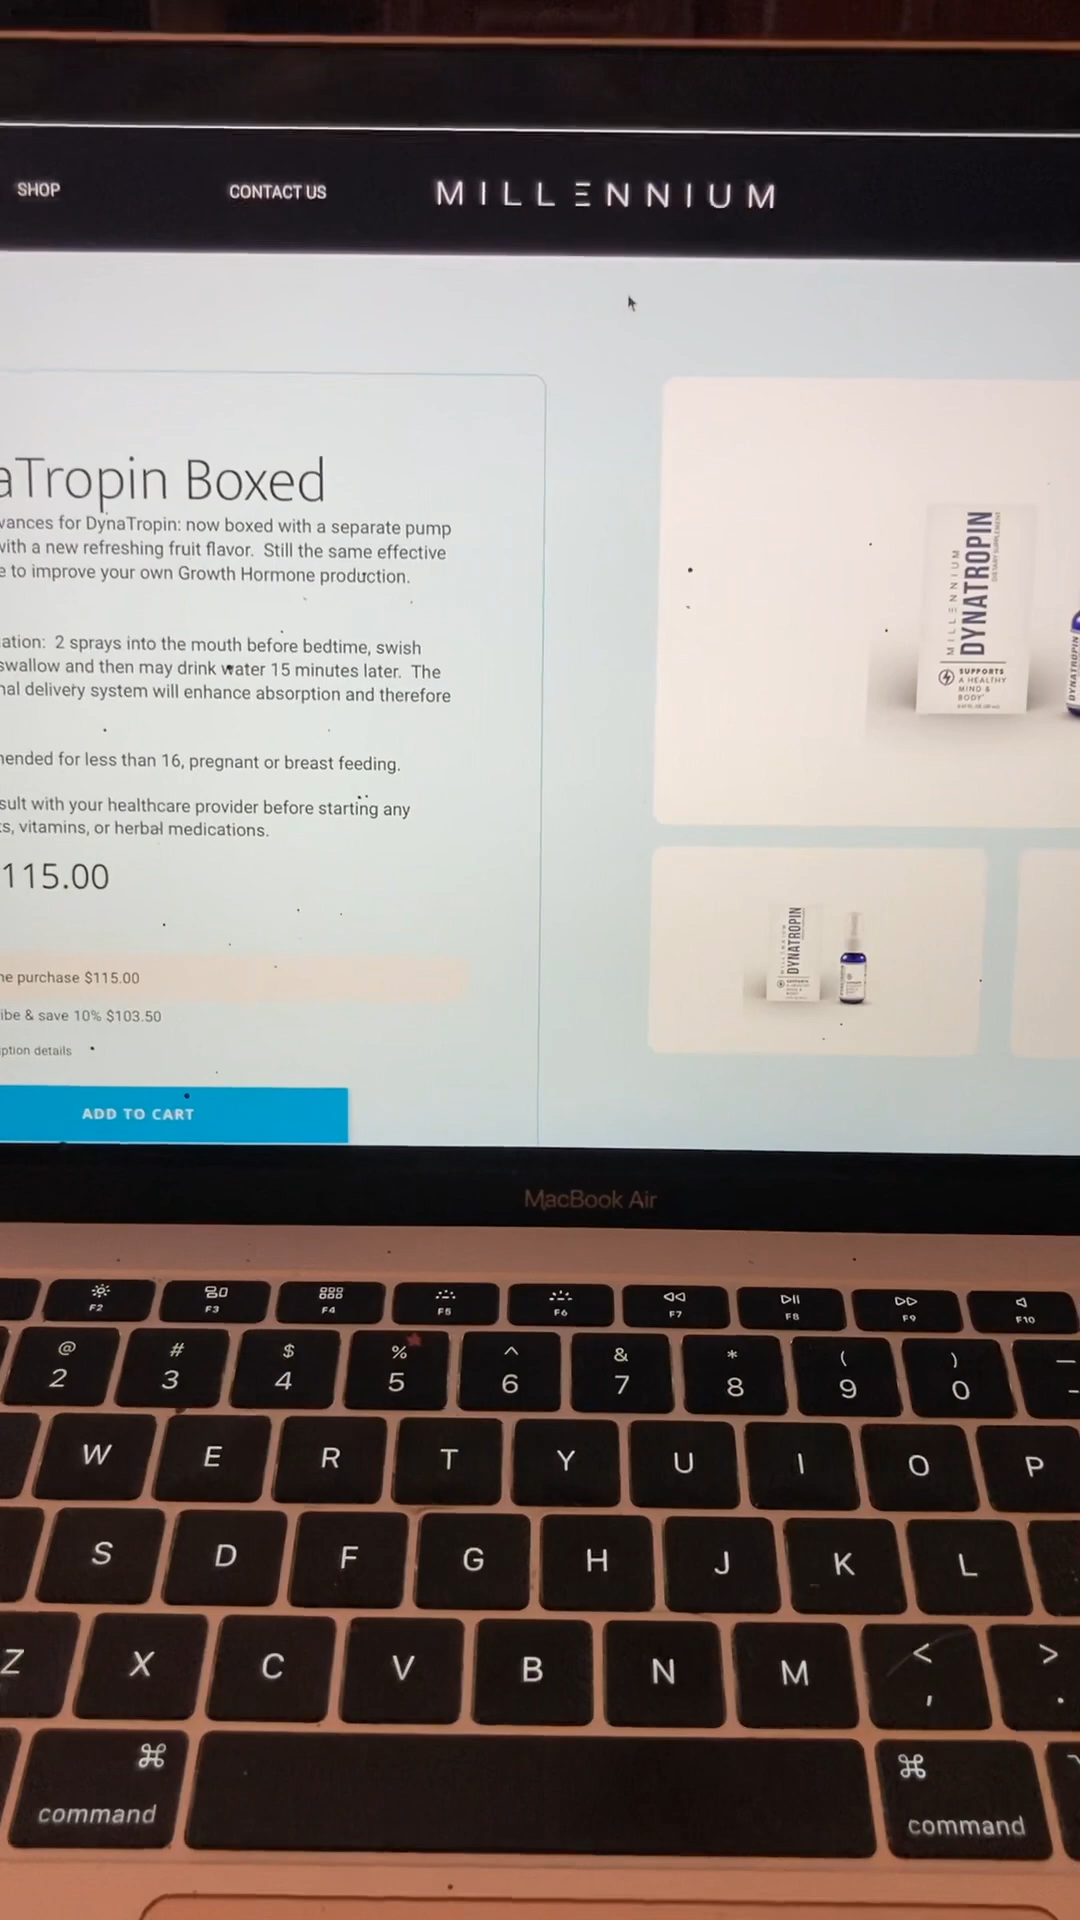 SHOP
CONTACT US
MILLENNIUM
aTropin Boxed
vances for DynaTropin: now boxed with a separate pump
vith a new refreshing fruit flavor. Still the same effective
e to improve your own Growth Hormone production.
ation: 2 sprays into the mouth before bedtime, swish
swallow and then may drink water 15 minutes later. The
nal delivery system will enhance absorption and therefore
nended for less than 16, pregnant or breast feeding.
sult with your healthcare provider before starting any
s, vitamins, or herbal medications.
115.00
ne purchase $115.00
ibe & save 10% $103.50
ption details
ADD TO CART
MILLENNIUM
DYNATROPIN
DIETARY SUPPLEMENT
SUPPORTS
A HEALTHY
MIND &
BODY*
DYNATROPIN
DYNATROPIN
MacBook Air
F2 F3 F4 F5 F6 F7 F8 F9 F10
@ # $ % ^ & * ( )
2 3 4 5 6 7 8 9 0
W E R T Y U I O P
S D F G H J K L
Z X C V B N M < >
, .
command command